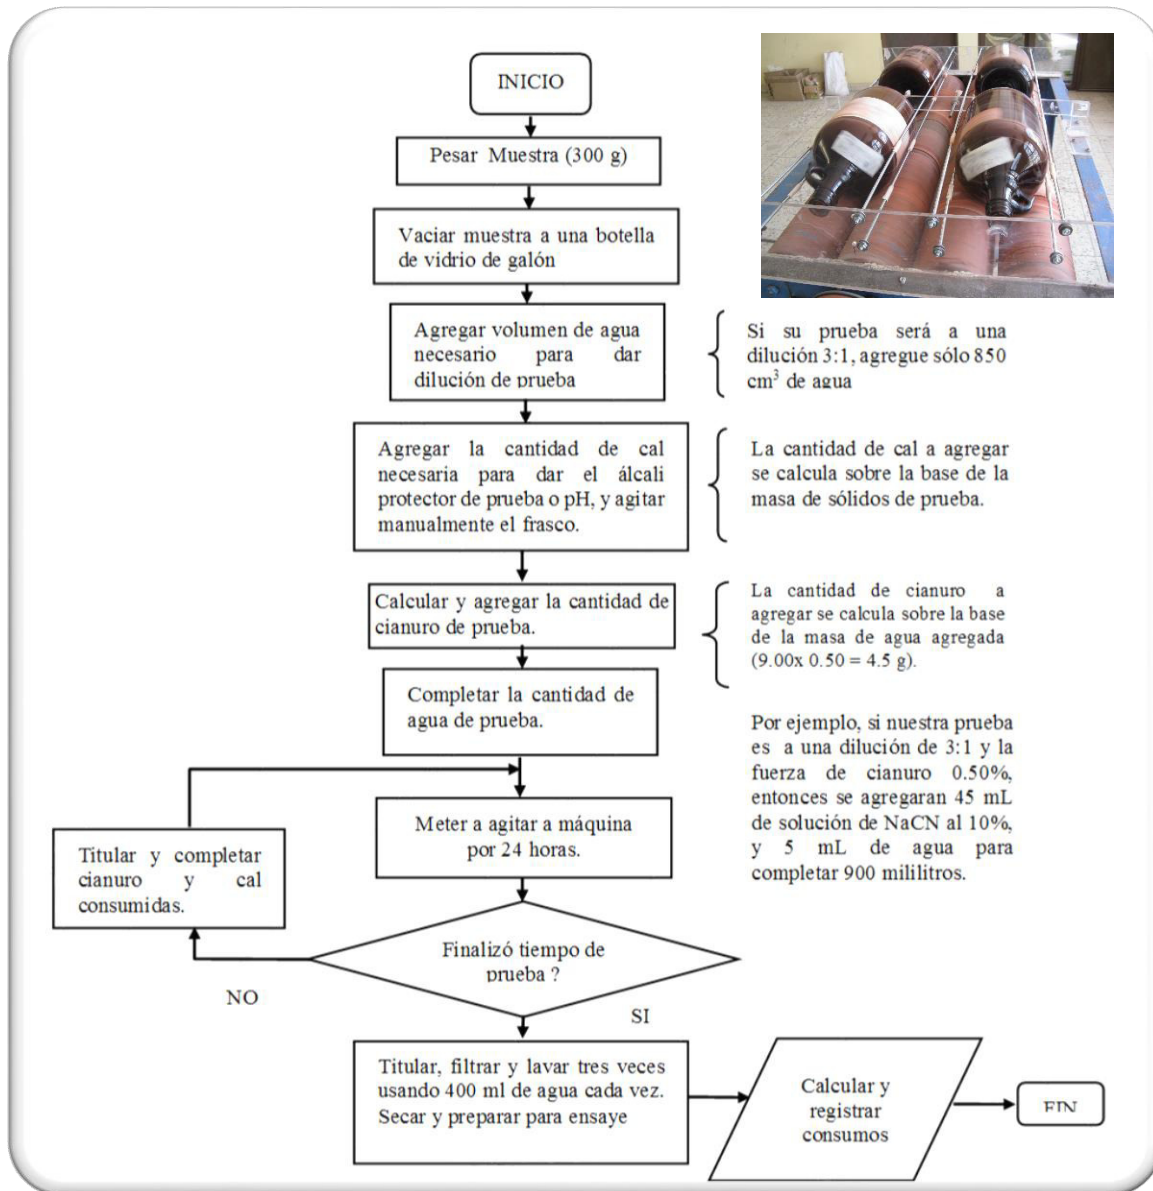 INICIO
Pesar Muestra (300 g)
Vaciar muestra a una botella
de vidrio de galón
Agregar volumen de agua
necesario para dar
dilución de prueba
Si su prueba será a una
dilución 3:1, agregue sólo 850
cm³ de agua
Agregar la cantidad de cal
necesaria para dar el álcali
protector de prueba o pH, y agitar
manualmente el frasco.
La cantidad de cal a agregar
se calcula sobre la base de la
masa de sólidos de prueba.
Calcular y agregar la cantidad de
cianuro de prueba.
La cantidad de cianuro a
agregar se calcula sobre la base
de la masa de agua agregada
(9.00x 0.50 = 4.5 g).
Completar la cantidad de
agua de prueba.
Por ejemplo, si nuestra prueba
es a una dilución de 3:1 y la
fuerza de cianuro 0.50%,
entonces se agregaran 45 mL
de solución de NaCN al 10%,
y 5 mL de agua para
completar 900 mililitros.
Meter a agitar a máquina
por 24 horas.
Titular y completar
cianuro y cal
consumidas.
Finalizó tiempo de
prueba ?
NO
SI
Titular, filtrar y lavar tres veces
usando 400 ml de agua cada vez.
Secar y preparar para ensaye
Calcular y
registrar
consumos
FIN